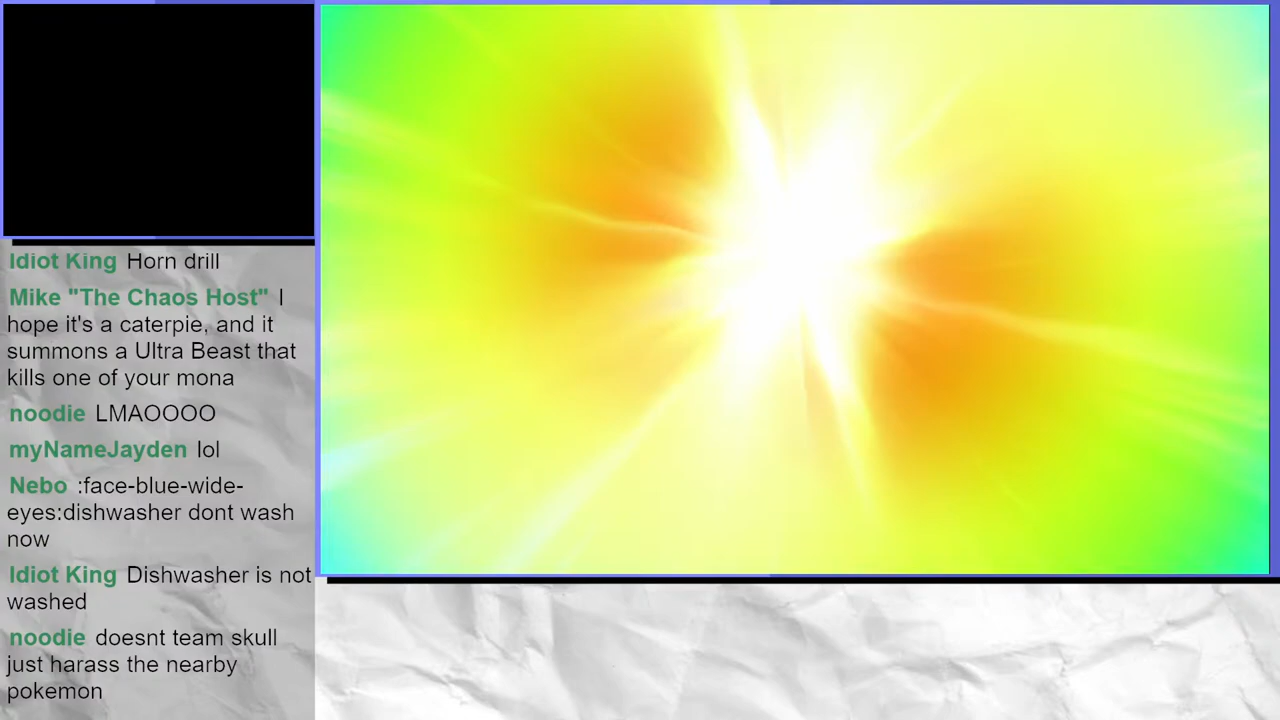 Idiot King Horn drill
Mike "The Chaos Host" I
hope it's a caterpie, and it
summons a Ultra Beast that
kills one of your mona
noodie LMAOOOO
myNameJayden lol
Nebo :face-blue-wide-
eyes:dishwasher dont wash
now
Idiot King Dishwasher is not
washed
noodie doesnt team skull
just harass the nearby
pokemon